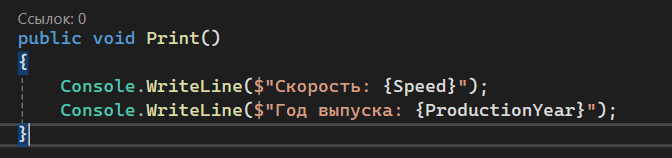 Ссылок: 0
public void Print()
{
Console.WriteLine($"Скорость: {Speed}");
Console.WriteLine($"Год выпуска: {ProductionYear}");
}